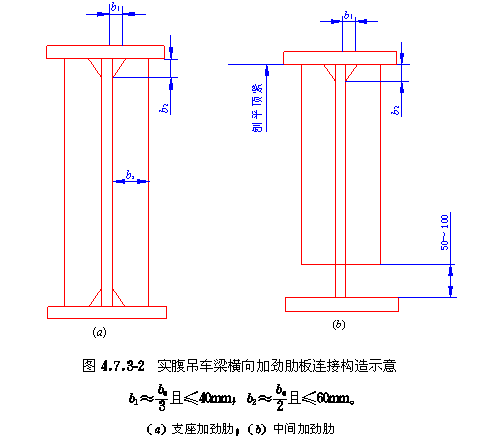 b₁
b₂
bₛ
(a)
b₁
b₂
刨平顶紧
50～100
(b)
图 4.7.3-2 实腹吊车梁横向加劲肋板连接构造示意
b₁≈bₛ/3且≤40mm；b₂≈bₛ/2且≤60mm。
(a) 支座加劲肋；(b) 中间加劲肋